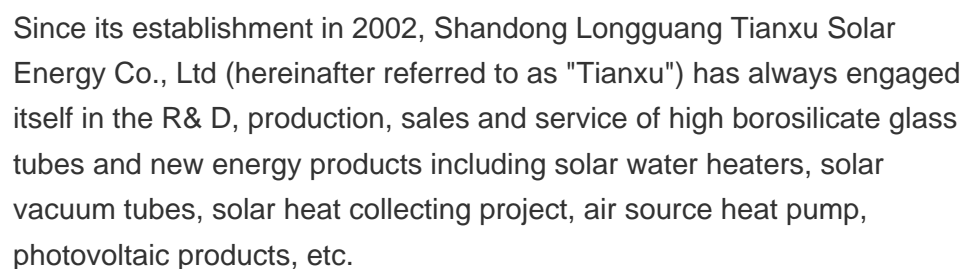 Since its establishment in 2002, Shandong Longguang Tianxu Solar
Energy Co., Ltd (hereinafter referred to as "Tianxu") has always engaged
itself in the R& D, production, sales and service of high borosilicate glass
tubes and new energy products including solar water heaters, solar
vacuum tubes, solar heat collecting project, air source heat pump,
photovoltaic products, etc.